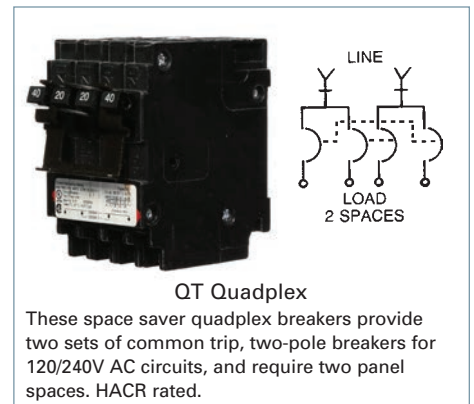 40 20 20 40
LINE
LOAD
2 SPACES
QT Quadplex
These space saver quadplex breakers provide
two sets of common trip, two-pole breakers for
120/240V AC circuits, and require two panel
spaces. HACR rated.